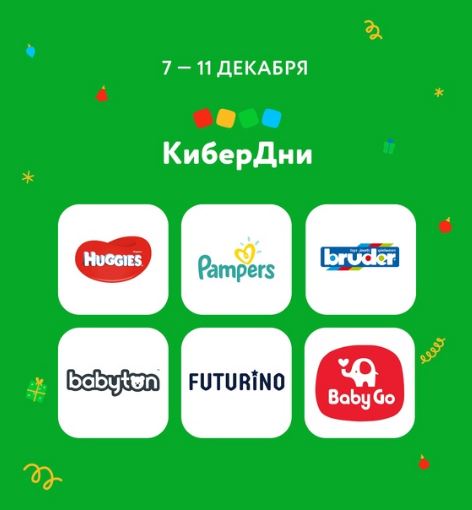 7 — 11 ДЕКАБРЯ
КиберДни
HUGGIES
Pampers
bruder
babyton
FUTURINO
Baby Go